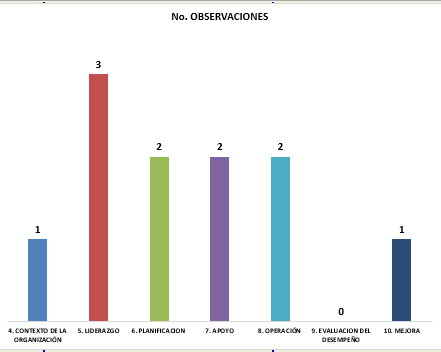 No. OBSERVACIONES
3
2
2
2
1
1
0
4. CONTEXTO DE LA ORGANIZACIÓN
5. LIDERAZGO
6. PLANIFICACION
7. APOYO
8. OPERACIÓN
9. EVALUACION DEL DESEMPEÑO
10. MEJORA